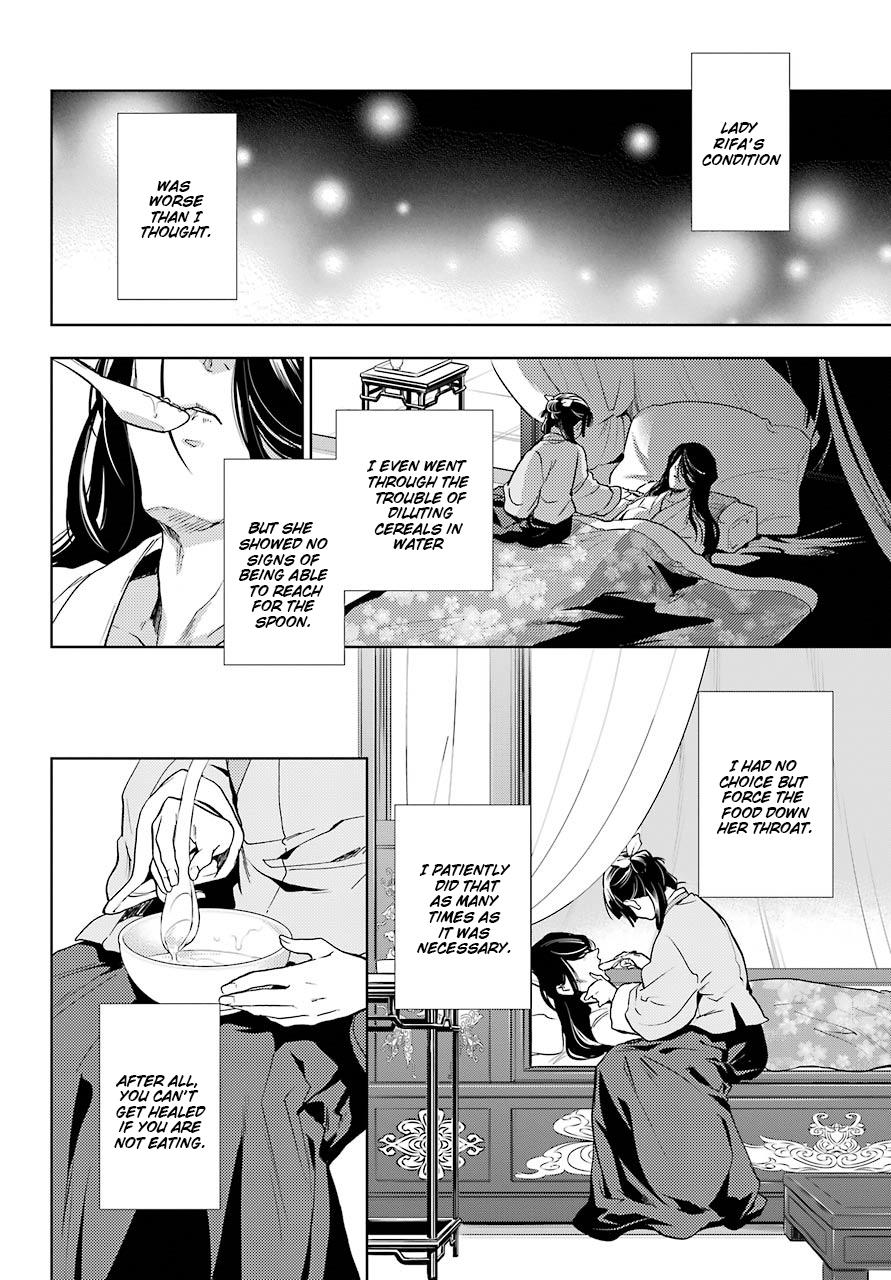 LADY
RIFA'S
CONDITION
WAS
WORSE
THAN I
THOUGHT.
I EVEN WENT
THROUGH THE
TROUBLE OF
DILUTING
CEREALS IN
WATER
BUT SHE
SHOWED NO
SIGNS OF
BEING ABLE
TO REACH
FOR THE
SPOON.
I HAD NO
CHOICE BUT
FORCE THE
FOOD DOWN
HER THROAT.
I PATIENTLY
DID THAT
AS MANY
TIMES AS
IT WAS
NECESSARY.
AFTER ALL,
YOU CAN'T
GET HEALED
IF YOU ARE
NOT EATING.